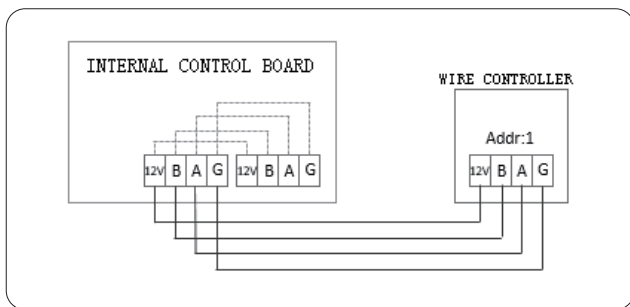 INTERNAL CONTROL BOARD
WIRE CONTROLLER
Addr:1
12V B A G 12V B A G
12V B A G